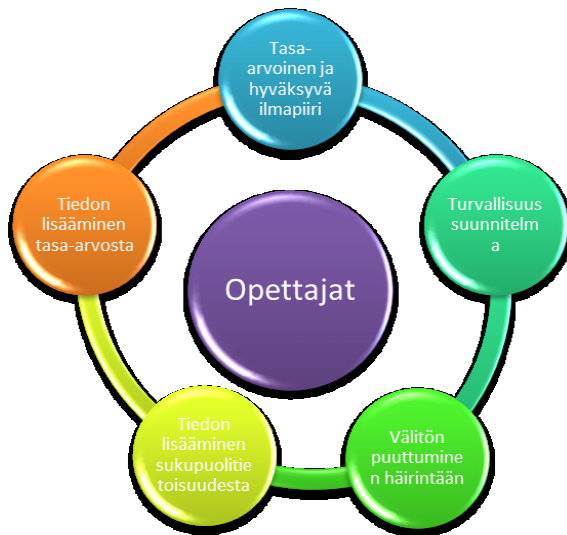 Tasa-
arvoinen ja
hyväksyvä
ilmapiiri
Turvallisuus
suunnitelm
a
Välitön
puuttumine
n häirintään
Tiedon
lisääminen
sukupuolitie
toisuudesta
Tiedon
lisääminen
tasa-arvosta
Opettajat